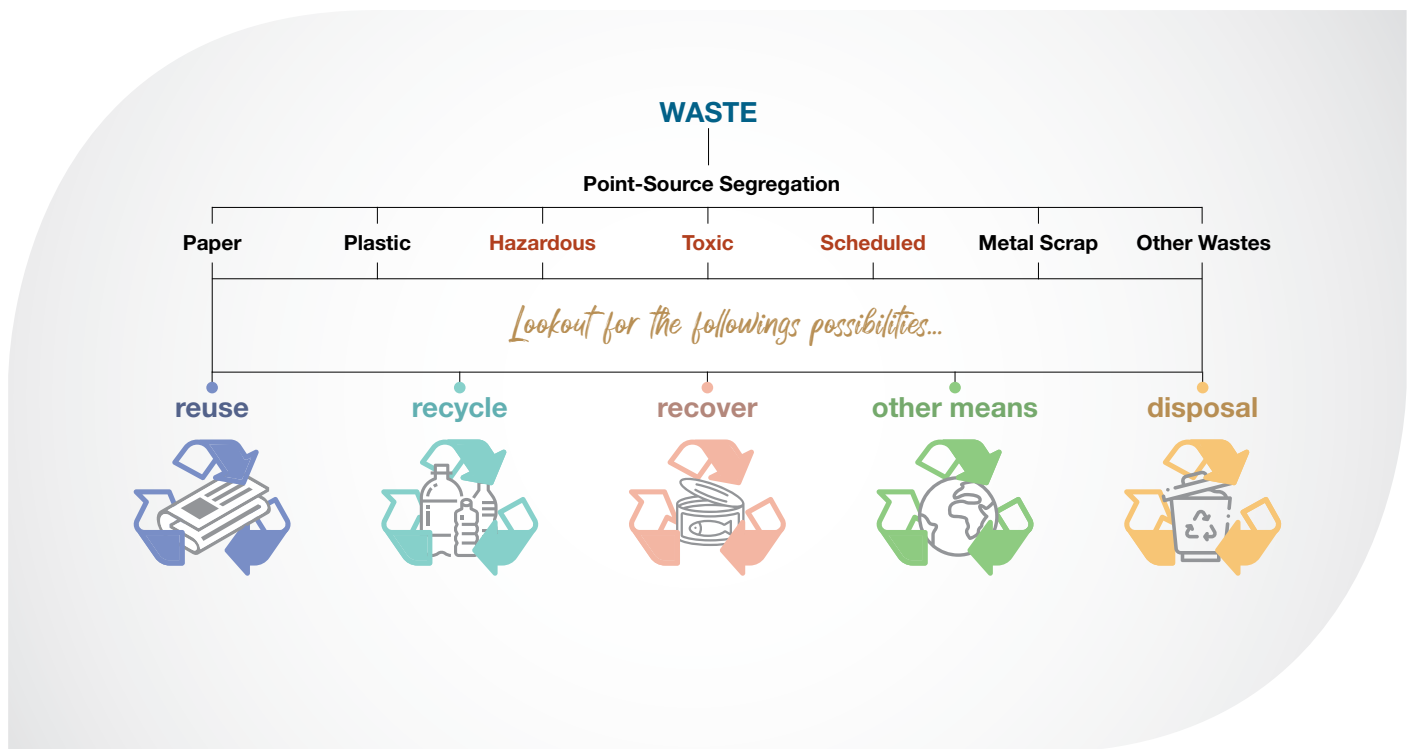 WASTE
Point-Source Segregation
Paper Plastic Hazardous Toxic Scheduled Metal Scrap Other Wastes
Lookout for the followings possibilities...
reuse recycle recover other means disposal